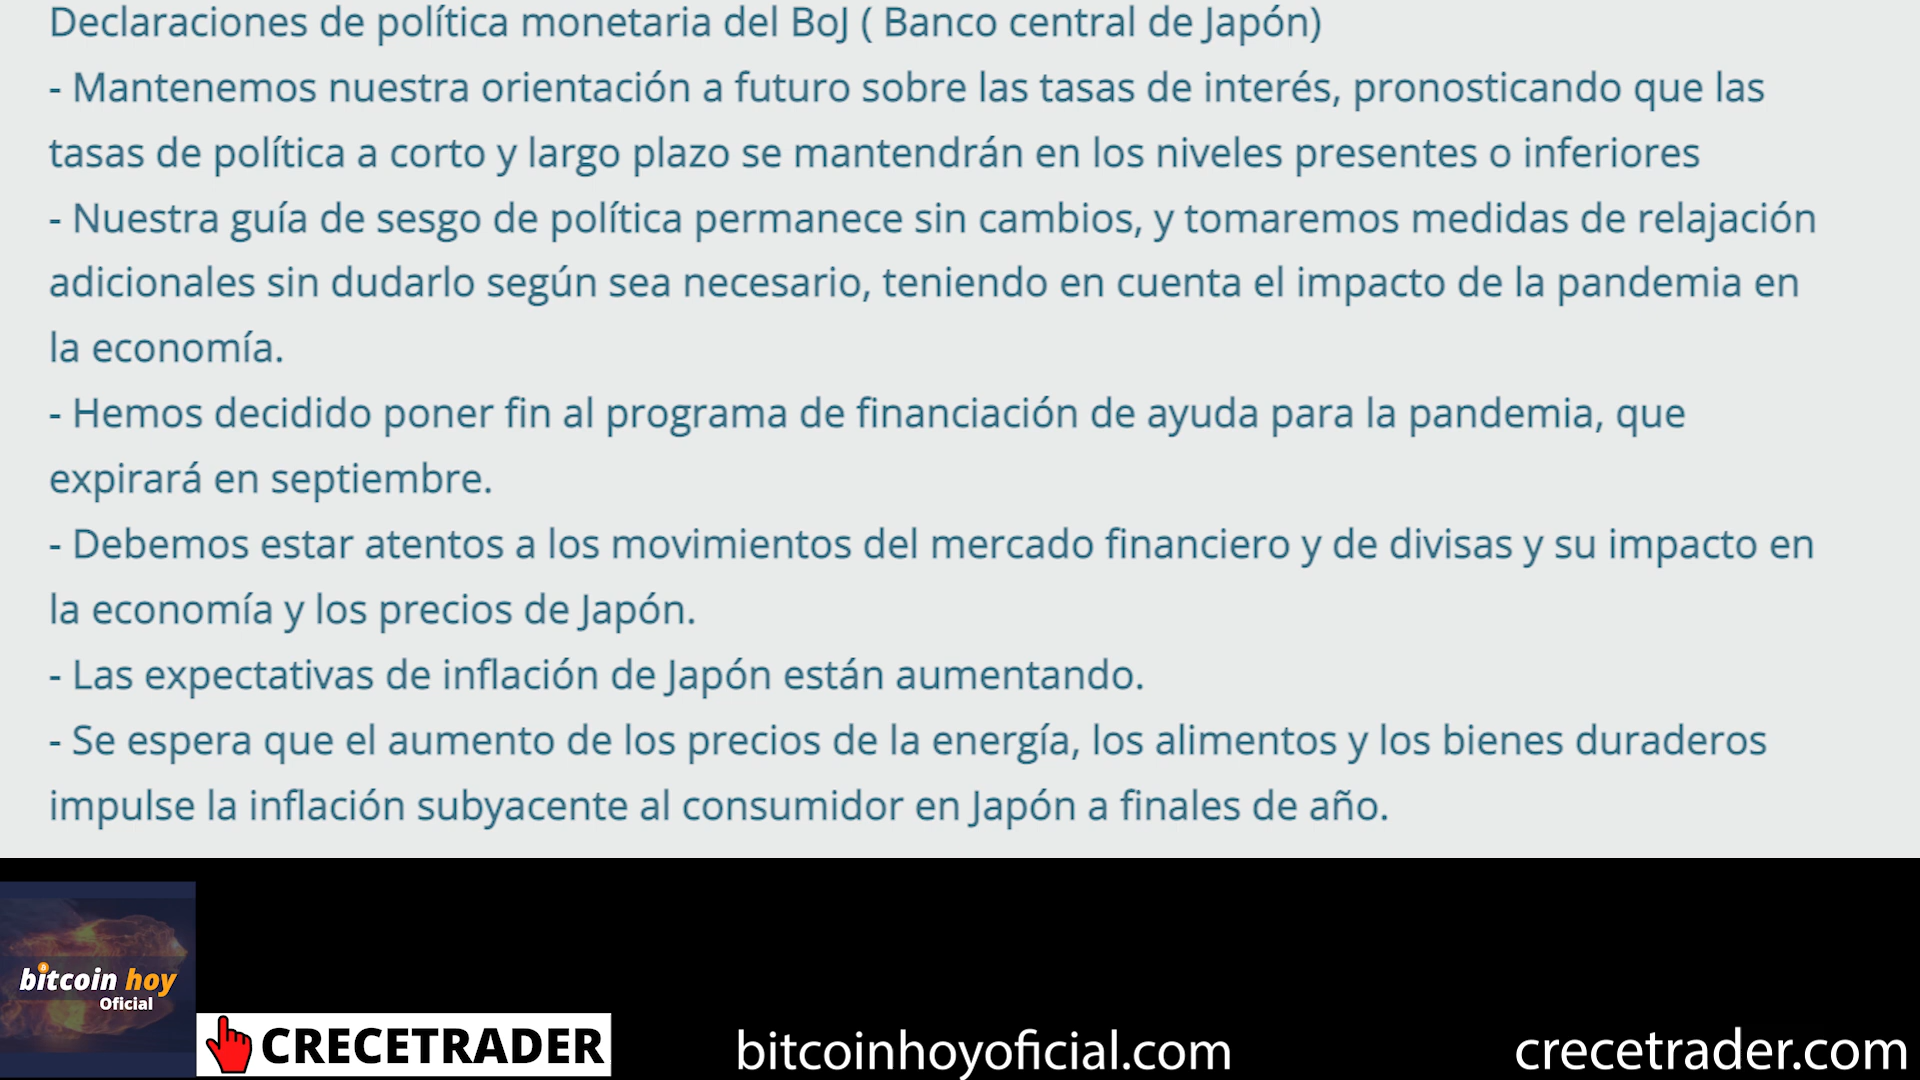 Declaraciones de política monetaria del BoJ ( Banco central de Japón)
- Mantenemos nuestra orientación a futuro sobre las tasas de interés, pronosticando que las
tasas de política a corto y largo plazo se mantendrán en los niveles presentes o inferiores
- Nuestra guía de sesgo de política permanece sin cambios, y tomaremos medidas de relajación
adicionales sin dudarlo según sea necesario, teniendo en cuenta el impacto de la pandemia en
la economía.
- Hemos decidido poner fin al programa de financiación de ayuda para la pandemia, que
expirará en septiembre.
- Debemos estar atentos a los movimientos del mercado financiero y de divisas y su impacto en
la economía y los precios de Japón.
- Las expectativas de inflación de Japón están aumentando.
- Se espera que el aumento de los precios de la energía, los alimentos y los bienes duraderos
impulse la inflación subyacente al consumidor en Japón a finales de año.
bitcoin hoy
Oficial
CRECETRADER
bitcoinhoyoficial.com
crecetrader.com